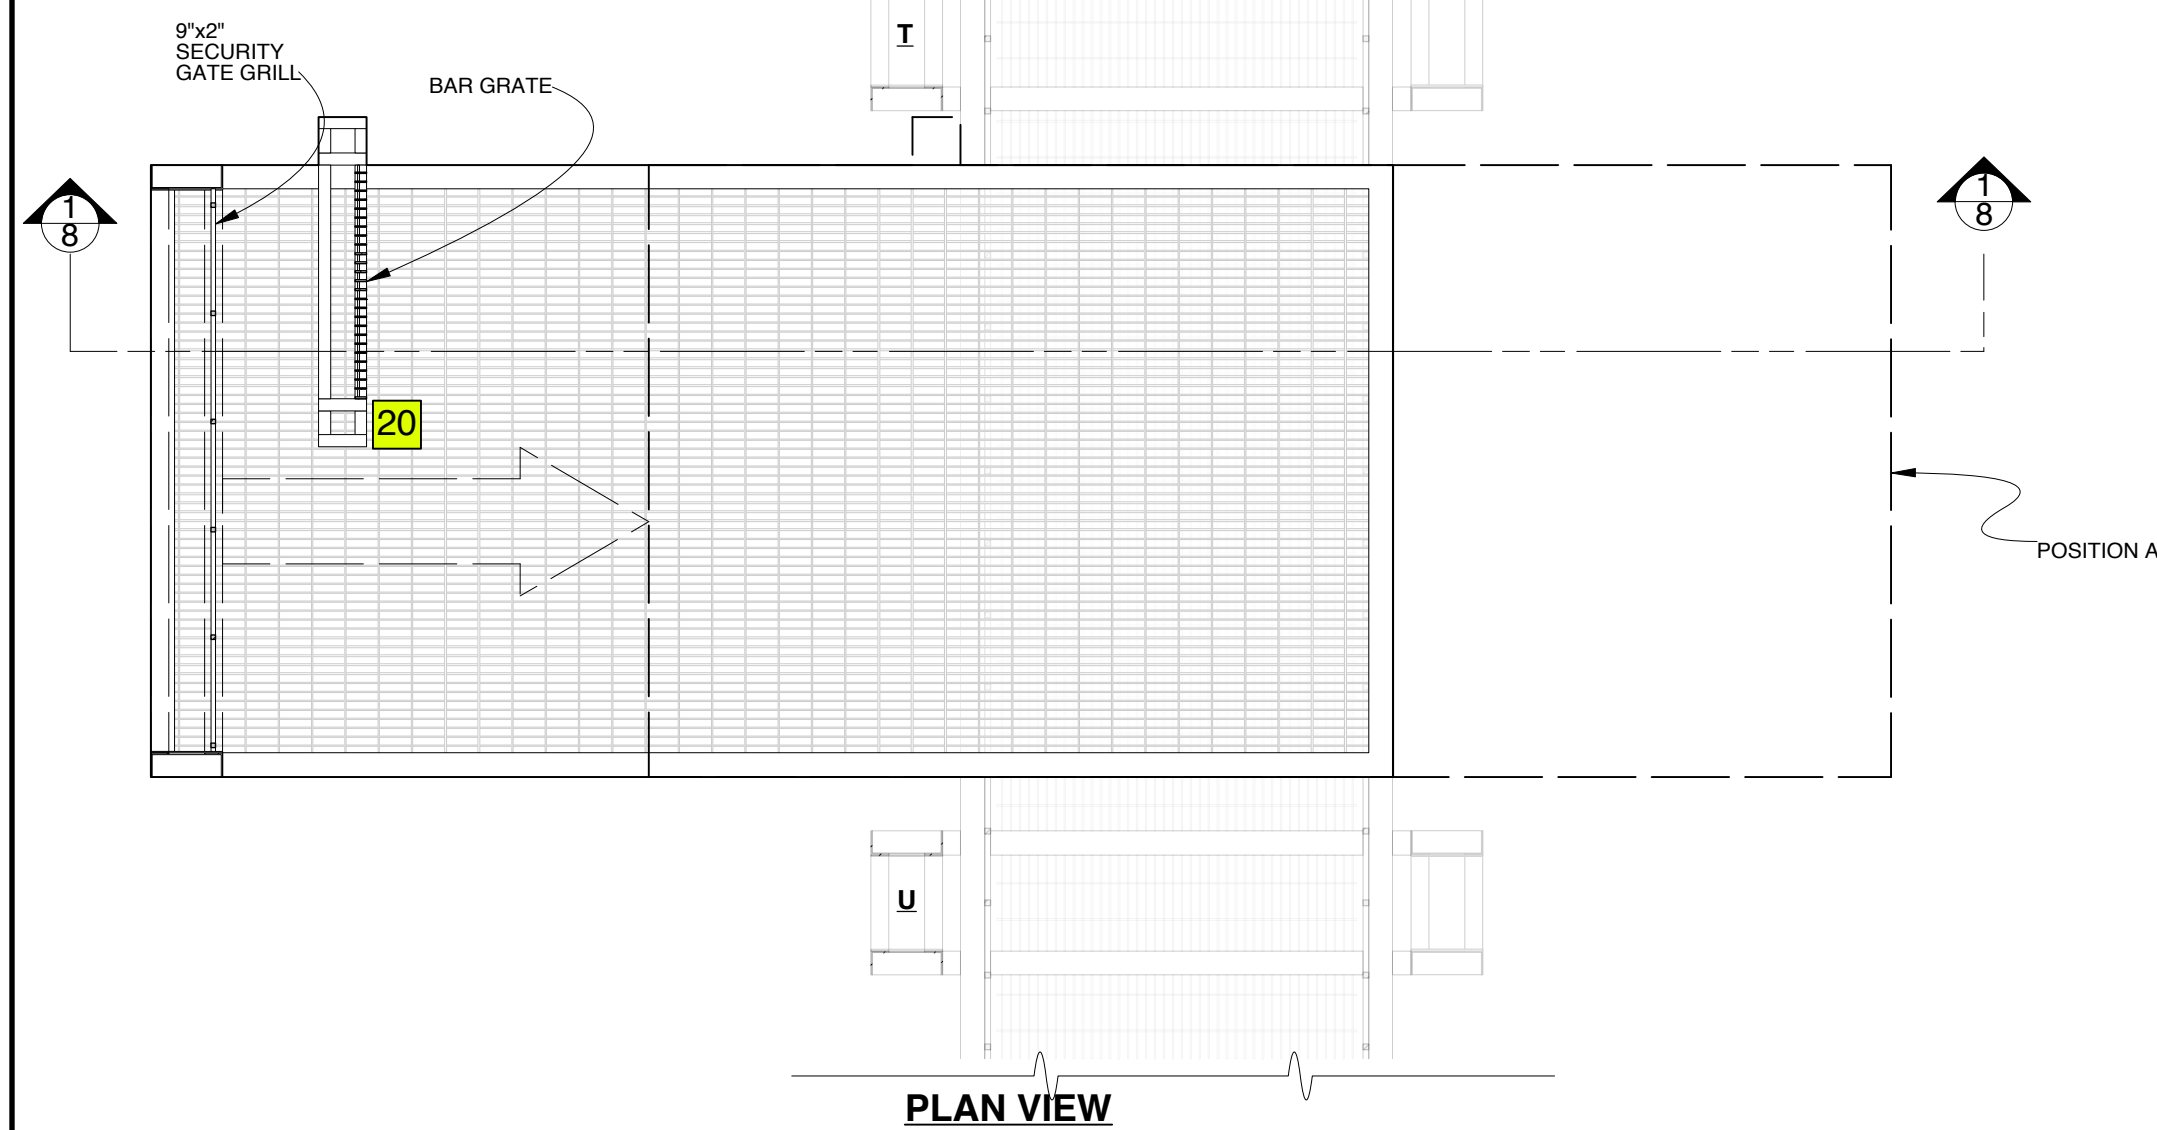 9"x2"
SECURITY
GATE GRILL
BAR GRATE
T
1
8
1
8
20
POSITION A
U
PLAN VIEW